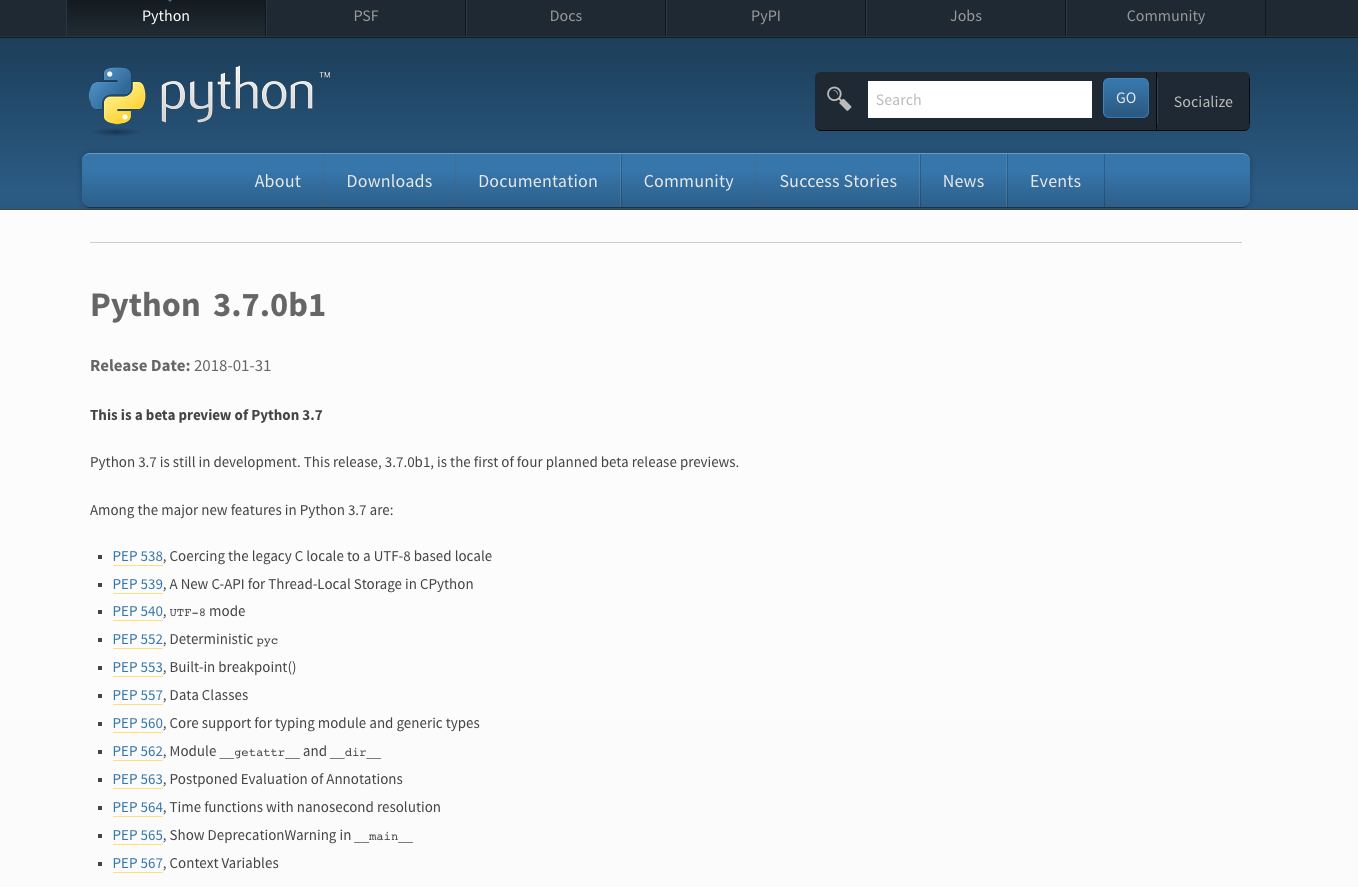 Python PSF Docs PyPI Jobs Community
python™
Search GO Socialize
About Downloads Documentation Community Success Stories News Events
Python 3.7.0b1
Release Date: 2018-01-31
This is a beta preview of Python 3.7
Python 3.7 is still in development. This release, 3.7.0b1, is the first of four planned beta release previews.
Among the major new features in Python 3.7 are:
PEP 538, Coercing the legacy C locale to a UTF-8 based locale
PEP 539, A New C-API for Thread-Local Storage in CPython
PEP 540, UTF-8 mode
PEP 552, Deterministic pyc
PEP 553, Built-in breakpoint()
PEP 557, Data Classes
PEP 560, Core support for typing module and generic types
PEP 562, Module __getattr__ and __dir__
PEP 563, Postponed Evaluation of Annotations
PEP 564, Time functions with nanosecond resolution
PEP 565, Show DeprecationWarning in __main__
PEP 567, Context Variables